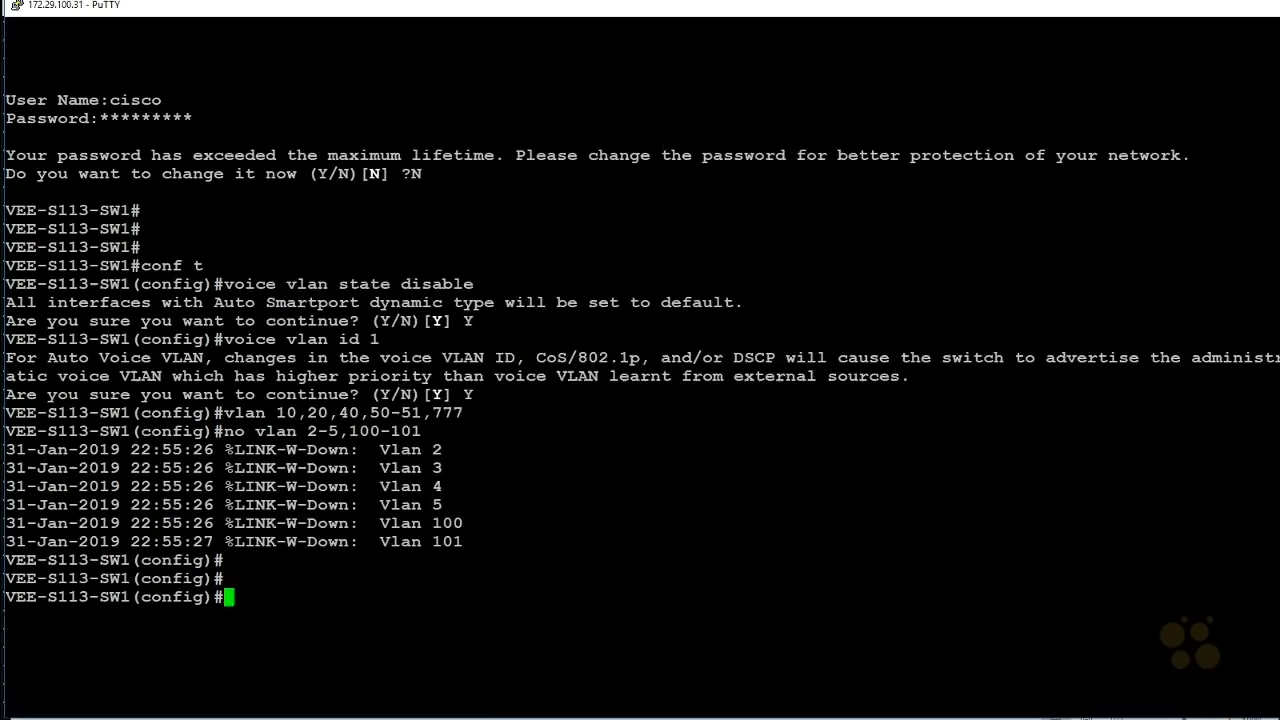 172.29.100.31 - PuTTY
User Name:cisco
Password:*********
Your password has exceeded the maximum lifetime. Please change the password for better protection of your network.
Do you want to change it now (Y/N)[N] ?N
VEE-S113-SW1#
VEE-S113-SW1#
VEE-S113-SW1#
VEE-S113-SW1#conf t
VEE-S113-SW1(config)#voice vlan state disable
All interfaces with Auto Smartport dynamic type will be set to default.
Are you sure you want to continue? (Y/N)[Y] Y
VEE-S113-SW1(config)#voice vlan id 1
For Auto Voice VLAN, changes in the voice VLAN ID, CoS/802.1p, and/or DSCP will cause the switch to advertise the administr
atic voice VLAN which has higher priority than voice VLAN learnt from external sources.
Are you sure you want to continue? (Y/N)[Y] Y
VEE-S113-SW1(config)#vlan 10,20,40,50-51,777
VEE-S113-SW1(config)#no vlan 2-5,100-101
31-Jan-2019 22:55:26 %LINK-W-Down:  Vlan 2
31-Jan-2019 22:55:26 %LINK-W-Down:  Vlan 3
31-Jan-2019 22:55:26 %LINK-W-Down:  Vlan 4
31-Jan-2019 22:55:26 %LINK-W-Down:  Vlan 5
31-Jan-2019 22:55:26 %LINK-W-Down:  Vlan 100
31-Jan-2019 22:55:27 %LINK-W-Down:  Vlan 101
VEE-S113-SW1(config)#
VEE-S113-SW1(config)#
VEE-S113-SW1(config)#